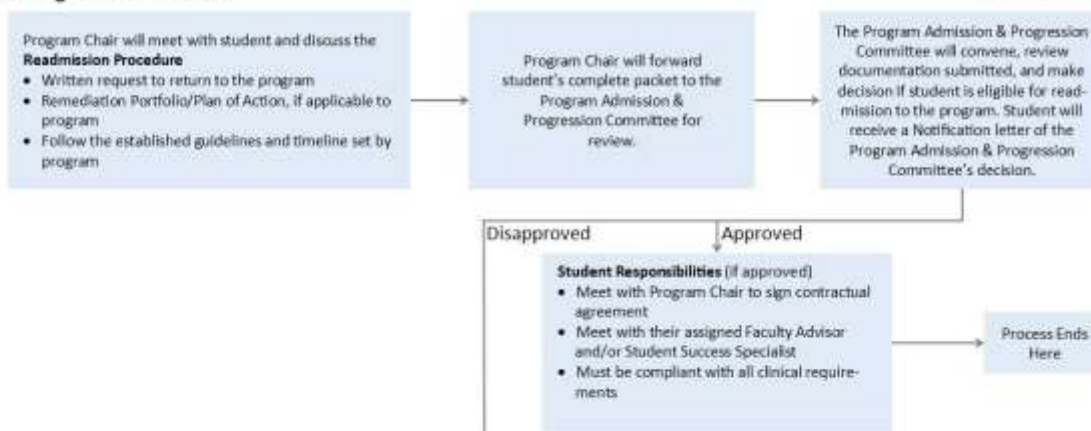 Program Chair will meet with student and discuss the
Readmission Procedure
• Written request to return to the program
• Remediation Portfolio/Plan of Action, if applicable to
program
• Follow the established guidelines and timeline set by
program
Program Chair will forward
student's complete packet to the
Program Admission &
Progression Committee for
review.
The Program Admission & Progression
Committee will convene, review
documentation submitted, and make
decision if student is eligible for read-
mission to the program. Student will
receive a Notification letter of the
Program Admission & Progression
Committee's decision.
Disapproved
Approved
Student Responsibilities (if approved)
• Meet with Program Chair to sign contractual
agreement
• Meet with their assigned Faculty Advisor
and/or Student Success Specialist
• Must be compliant with all clinical require-
ments
Process Ends
Here